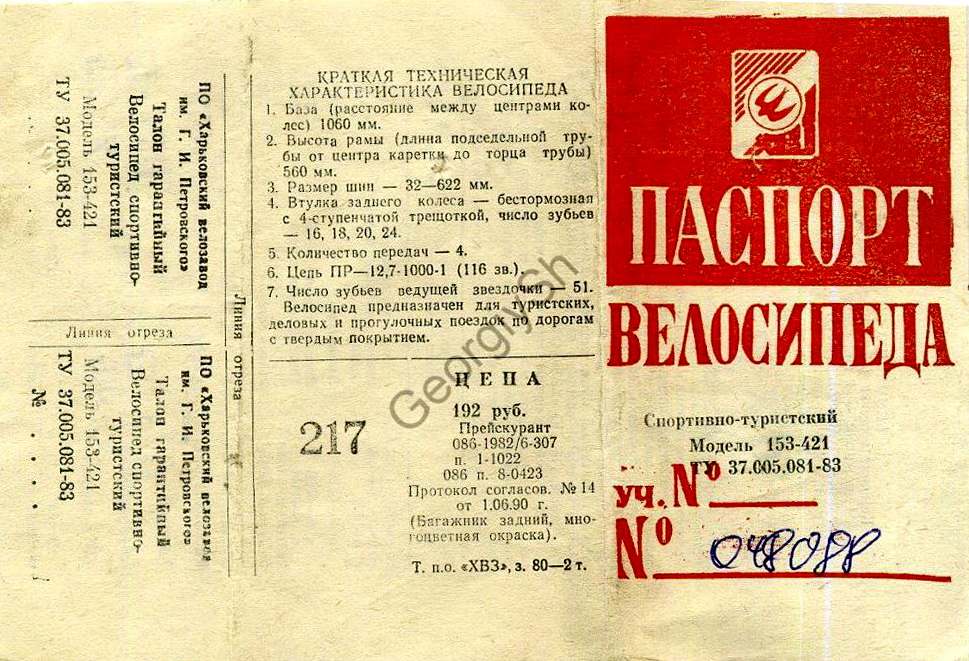 ПО «Харьковский велозавод
им. Г. И. Петровского»
Талон гарантийный
Велосипед спортивно-
туристский
Модель 153-421
ТУ 37.005.081-83
Линия отреза
ПО «Харьковский велозавод
им. Г. И. Петровского»
Талон гарантийный
Велосипед спортивно-
туристский
Модель 153-421
ТУ 37.005.081-83
№ . . . .
Линия отреза
КРАТКАЯ ТЕХНИЧЕСКАЯ
ХАРАКТЕРИСТИКА ВЕЛОСИПЕДА
1. База (расстояние между центрами ко-
лес) 1060 мм.
2. Высота рамы (длина подседельной тру-
бы от центра каретки до торца трубы)
560 мм.
3. Размер шин — 32—622 мм.
4. Втулка заднего колеса — бестормозная
с 4-ступенчатой трещоткой, число зубьев
— 16, 18, 20, 24.
5. Количество передач — 4.
6. Цепь ПР—12,7-1000-1 (116 зв.).
7. Число зубьев ведущей звездочки — 51.
Велосипед предназначен для туристских,
деловых и прогулочных поездок по дорогам
с твердым покрытием.
ЦЕНА
217
192 руб.
Прейскурант
086-1982/6-307
п. 1-1022
086 п. 8-0423
Протокол согласов. № 14
от 1.06.90 г.
(Багажник задний, мно-
гоцветная окраска).
Т. п.о. «ХВЗ», з. 80—2 т.
ПАСПОРТ
ВЕЛОСИПЕДА
Спортивно-туристский
Модель 153-421
ТУ 37.005.081-83
уч. №
№ 048088
GeorgySh